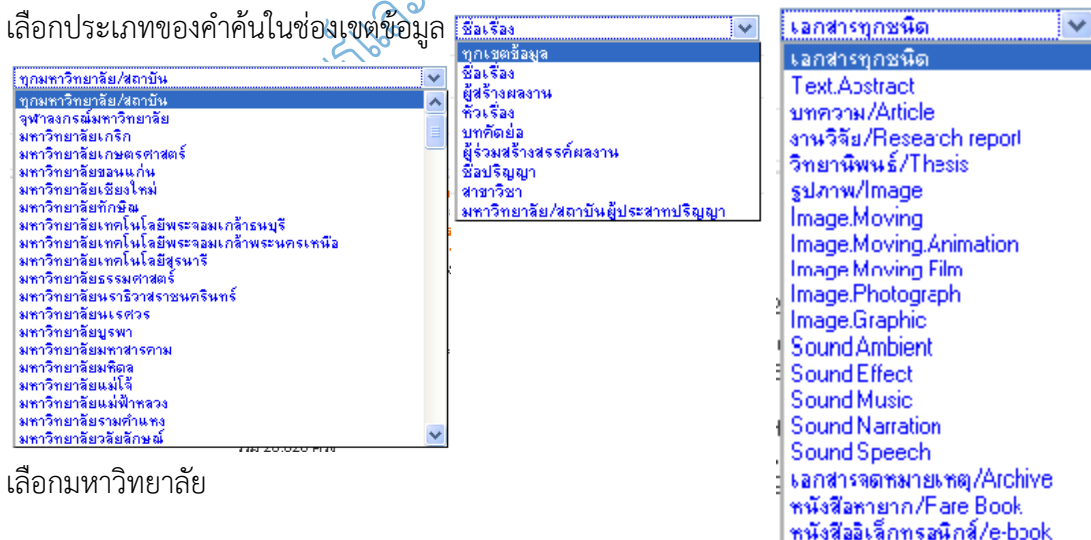 เลือกประเภทของคำค้นในช่องเขตข้อมูล
ชื่อเรื่อง
ทุกเขตข้อมูล
ชื่อเรื่อง
ผู้สร้างผลงาน
หัวเรื่อง
บทคัดย่อ
ผู้ร่วมสร้างสรรค์ผลงาน
ชื่อปริญญา
สาขาวิชา
มหาวิทยาลัย/สถาบันผู้ประสาทปริญญา
ทุกมหาวิทยาลัย/สถาบัน
ทุกมหาวิทยาลัย/สถาบัน
จุฬาลงกรณ์มหาวิทยาลัย
มหาวิทยาลัยเกริก
มหาวิทยาลัยเกษตรศาสตร์
มหาวิทยาลัยขอนแก่น
มหาวิทยาลัยเชียงใหม่
มหาวิทยาลัยทักษิณ
มหาวิทยาลัยเทคโนโลยีพระจอมเกล้าธนบุรี
มหาวิทยาลัยเทคโนโลยีพระจอมเกล้าพระนครเหนือ
มหาวิทยาลัยเทคโนโลยีสุรนารี
มหาวิทยาลัยธรรมศาสตร์
มหาวิทยาลัยนราธิวาสราชนครินทร์
มหาวิทยาลัยนเรศวร
มหาวิทยาลัยบูรพา
มหาวิทยาลัยมหาสารคาม
มหาวิทยาลัยมหิดล
มหาวิทยาลัยแม่โจ้
มหาวิทยาลัยแม่ฟ้าหลวง
มหาวิทยาลัยรามคำแหง
มหาวิทยาลัยวลัยลักษณ์
เลือกมหาวิทยาลัย
เอกสารทุกชนิด
เอกสารทุกชนิด
Text.Abstract
บทความ/Article
งานวิจัย/Research report
วิทยานิพนธ์/Thesis
รูปภาพ/Image
Image.Moving
Image.Moving.Animation
Image.Moving.Film
Image.Photograph
Image.Graphic
Sound.Ambient
Sound.Effect
Sound.Music
Sound.Narration
Sound.Speech
เอกสารจดหมายเหตุ/Archive
หนังสือหายาก/Rare Book
หนังสืออิเล็กทรอนิกส์/e-book